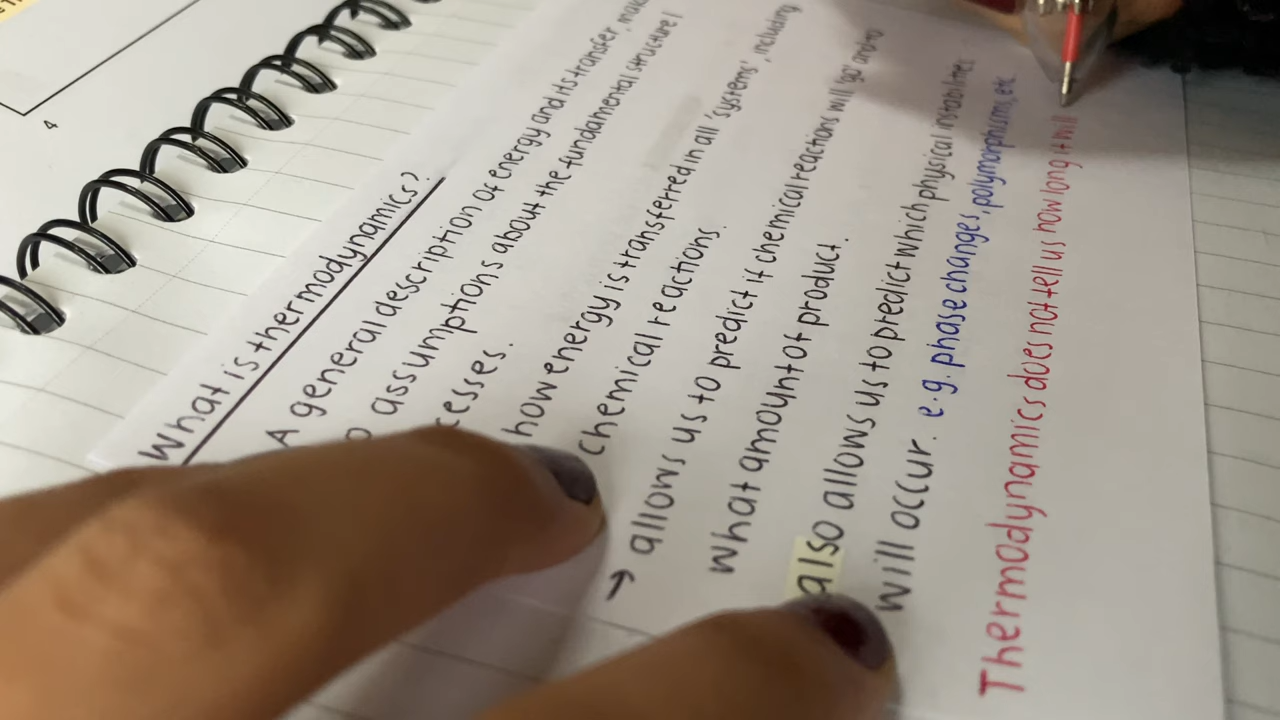 4
What is thermodynamics?
A general description of energy and its transfer,
assumptions about the fundamental structure
how energy is transferred in all 'systems', including
chemical reactions.
→ allows us to predict if chemical reactions will 'go' and to
what amount of product.
also allows us to predict which physical instabilities
will occur. e.g. phase changes, polymorphisms, etc
Thermodynamics does not tell us how long it will